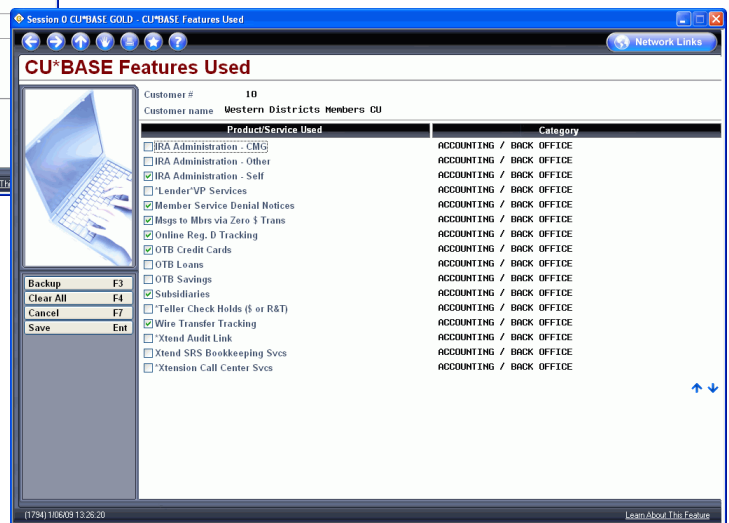 Session 0 CU*BASE GOLD - CU*BASE Features Used
Network Links
CU*BASE Features Used
Customer # 10
Customer name Western Districts Members CU
Product/Service Used Category
IRA Administration - CMG ACCOUNTING / BACK OFFICE
IRA Administration - Other ACCOUNTING / BACK OFFICE
IRA Administration - Self ACCOUNTING / BACK OFFICE
*Lender*VP Services ACCOUNTING / BACK OFFICE
Member Service Denial Notices ACCOUNTING / BACK OFFICE
Msgs to Mbrs via Zero $ Trans ACCOUNTING / BACK OFFICE
Online Reg. D Tracking ACCOUNTING / BACK OFFICE
OTB Credit Cards ACCOUNTING / BACK OFFICE
OTB Loans ACCOUNTING / BACK OFFICE
OTB Savings ACCOUNTING / BACK OFFICE
Subsidiaries ACCOUNTING / BACK OFFICE
*Teller Check Holds ($ or R&T) ACCOUNTING / BACK OFFICE
Wire Transfer Tracking ACCOUNTING / BACK OFFICE
*Xtend Audit Link ACCOUNTING / BACK OFFICE
Xtend SRS Bookkeeping Svcs ACCOUNTING / BACK OFFICE
*Xtension Call Center Svcs ACCOUNTING / BACK OFFICE
Backup F3
Clear All F4
Cancel F7
Save Ent
(1794) 1/06/09 13:26:20
Learn About This Feature